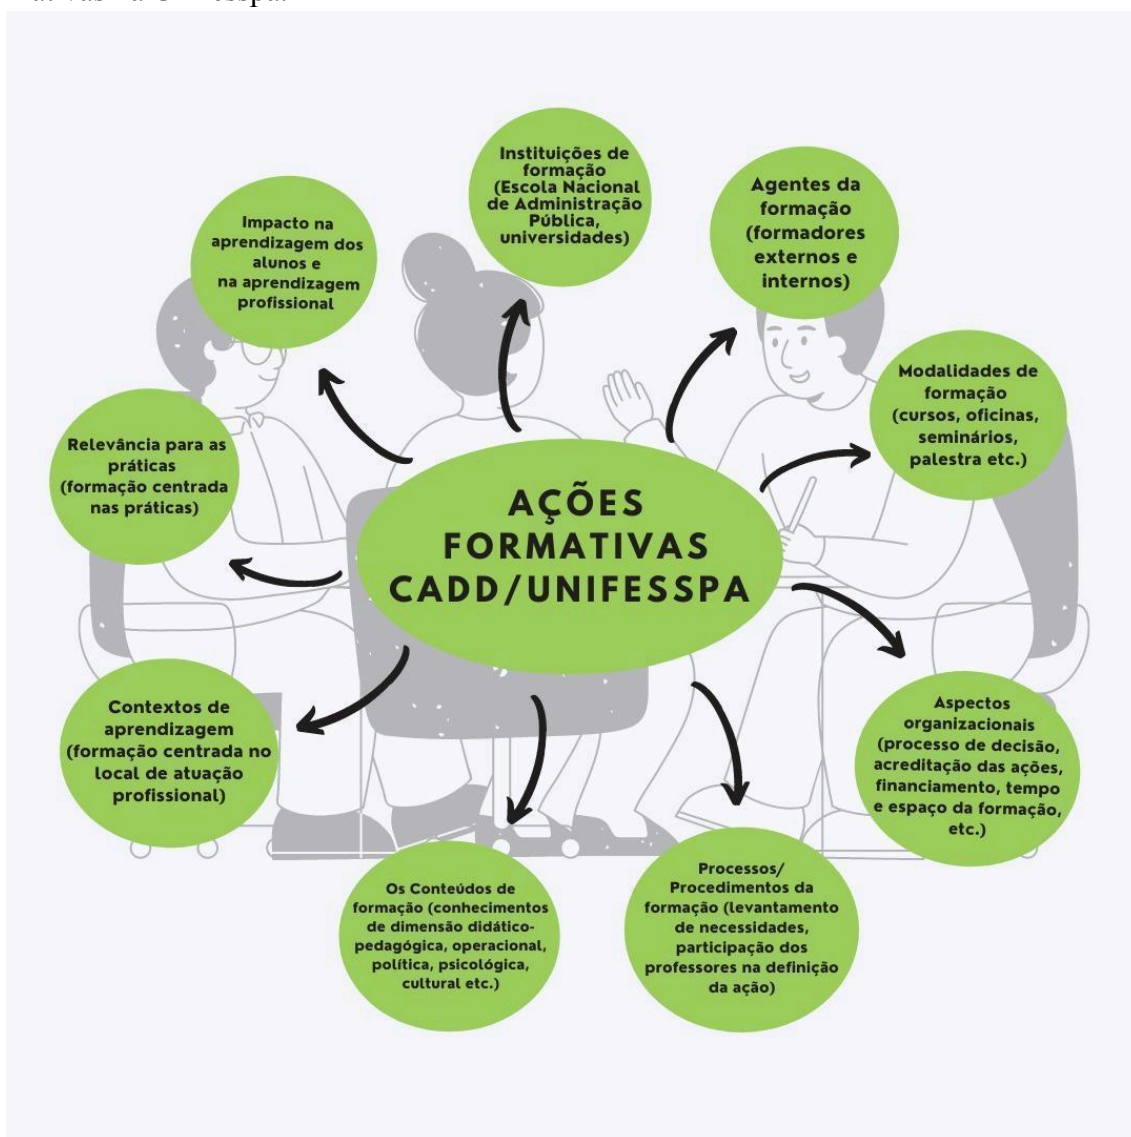 Instituições de
formação
(Escola Nacional
de Administração
Pública,
universidades)
Agentes da
formação
(formadores
externos e
internos)
Modalidades de
formação
(cursos, oficinas,
seminários,
palestra etc.)
Aspectos
organizacionais
(processo de decisão,
acreditação das ações,
financiamento, tempo
e espaço da formação,
etc.)
Processos/
Procedimentos da
formação (levantamento
de necessidades,
participação dos
professores na definição
da ação)
Os Conteúdos de
formação (conhecimentos
de dimensão didático-
pedagógica, operacional,
política, psicológica,
cultural etc.)
Contextos de
aprendizagem
(formação centrada no
local de atuação
profissional)
Relevância para as
práticas
(formação centrada
nas práticas)
Impacto na
aprendizagem dos
alunos e
na aprendizagem
profissional
AÇÕES
FORMATIVAS
CADD/UNIFESSPA